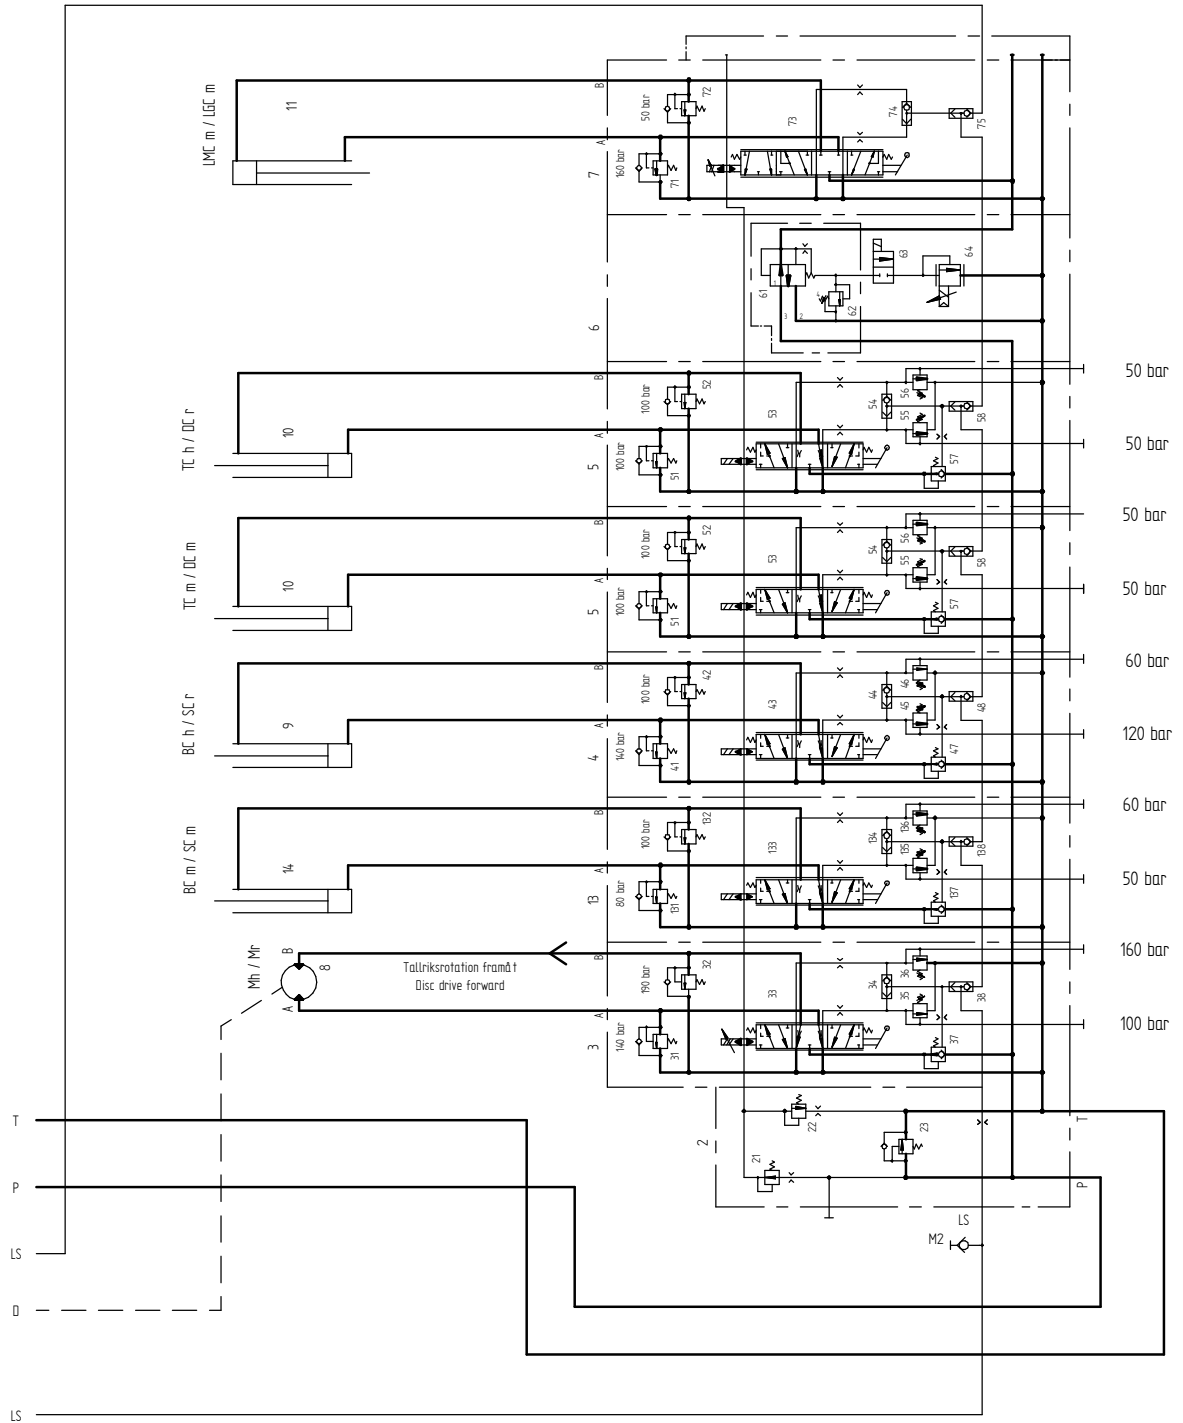 LMC m / LGC m
11
B
A
7
50 bar
72
160 bar
71
73
74
75
6
61
1
3
2
4
62
63
64
TC h / DC r
10
B
A
5
100 bar
52
100 bar
51
53
54
56
55
58
57
50 bar
50 bar
TC m / DC m
10
B
A
5
100 bar
52
100 bar
51
53
54
56
55
58
57
50 bar
50 bar
BC h / SC r
9
B
A
4
100 bar
42
140 bar
41
43
44
46
45
48
47
60 bar
120 bar
BC m / SC m
14
B
A
13
100 bar
132
80 bar
131
133
134
136
135
138
137
60 bar
50 bar
Mh / Mr
B
8
A
Tallriksrotation framåt
Disc drive forward
B
A
3
190 bar
32
140 bar
31
33
34
36
35
38
37
160 bar
100 bar
2
22
23
21
T
P
LS
M2
T
P
LS
D
LS